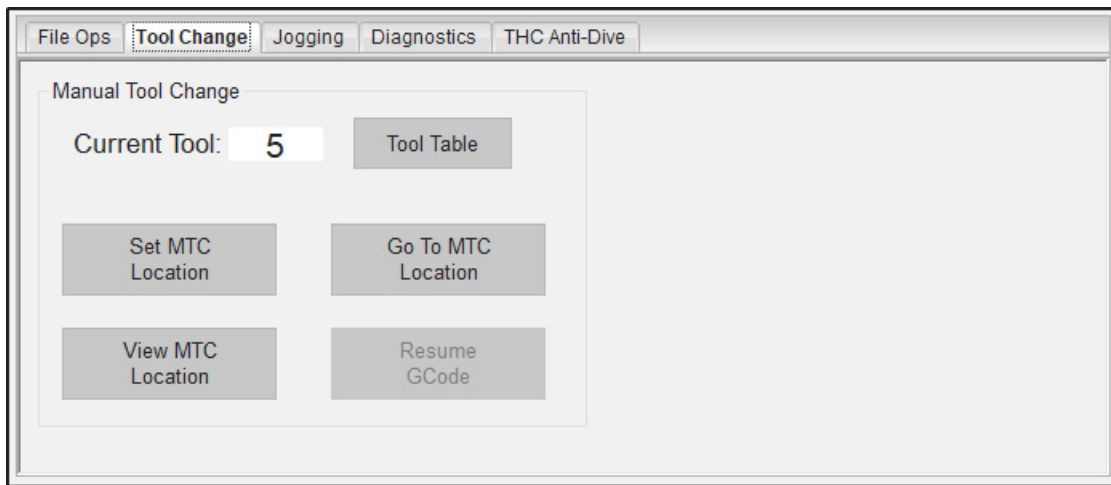 File Ops Tool Change Jogging Diagnostics THC Anti-Dive
Manual Tool Change
Current Tool: 5 Tool Table
Set MTC
Location
Go To MTC
Location
View MTC
Location
Resume
GCode